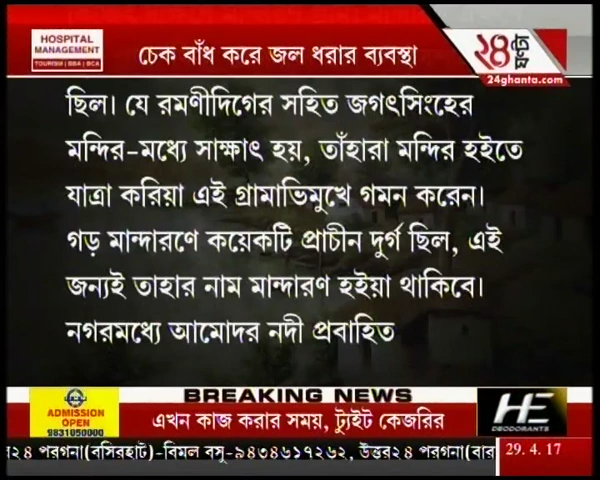 HOSPITAL
MANAGEMENT
TOURISM | BBA | BCA
চেক বাঁধ করে জল ধরার ব্যবস্থা
২৪ ঘণ্টা
24ghanta.com
ছিল। যে রমণীদিগের সহিত জগৎসিংহের
মন্দির-মধ্যে সাক্ষাৎ হয়, তাঁহারা মন্দির হইতে
যাত্রা করিয়া এই গ্রামাভিমুখে গমন করেন।
গড় মান্দারণে কয়েকটি প্রাচীন দুর্গ ছিল, এই
জন্যই তাহার নাম মান্দারণ হইয়া থাকিবে।
নগরমধ্যে আমোদর নদী প্রবাহিত
ADMISSION
OPEN
9831050000
BREAKING NEWS
এখন কাজ করার সময়, ট্যুইট কেজরির
HE
DEODORANTS
র২৪ পরগনা(বসিরহাট)-বিমল বসু-৯৪৩৪৬১৭২৬২, উত্তর২৪ পরগনা(বার
29. 4. 17